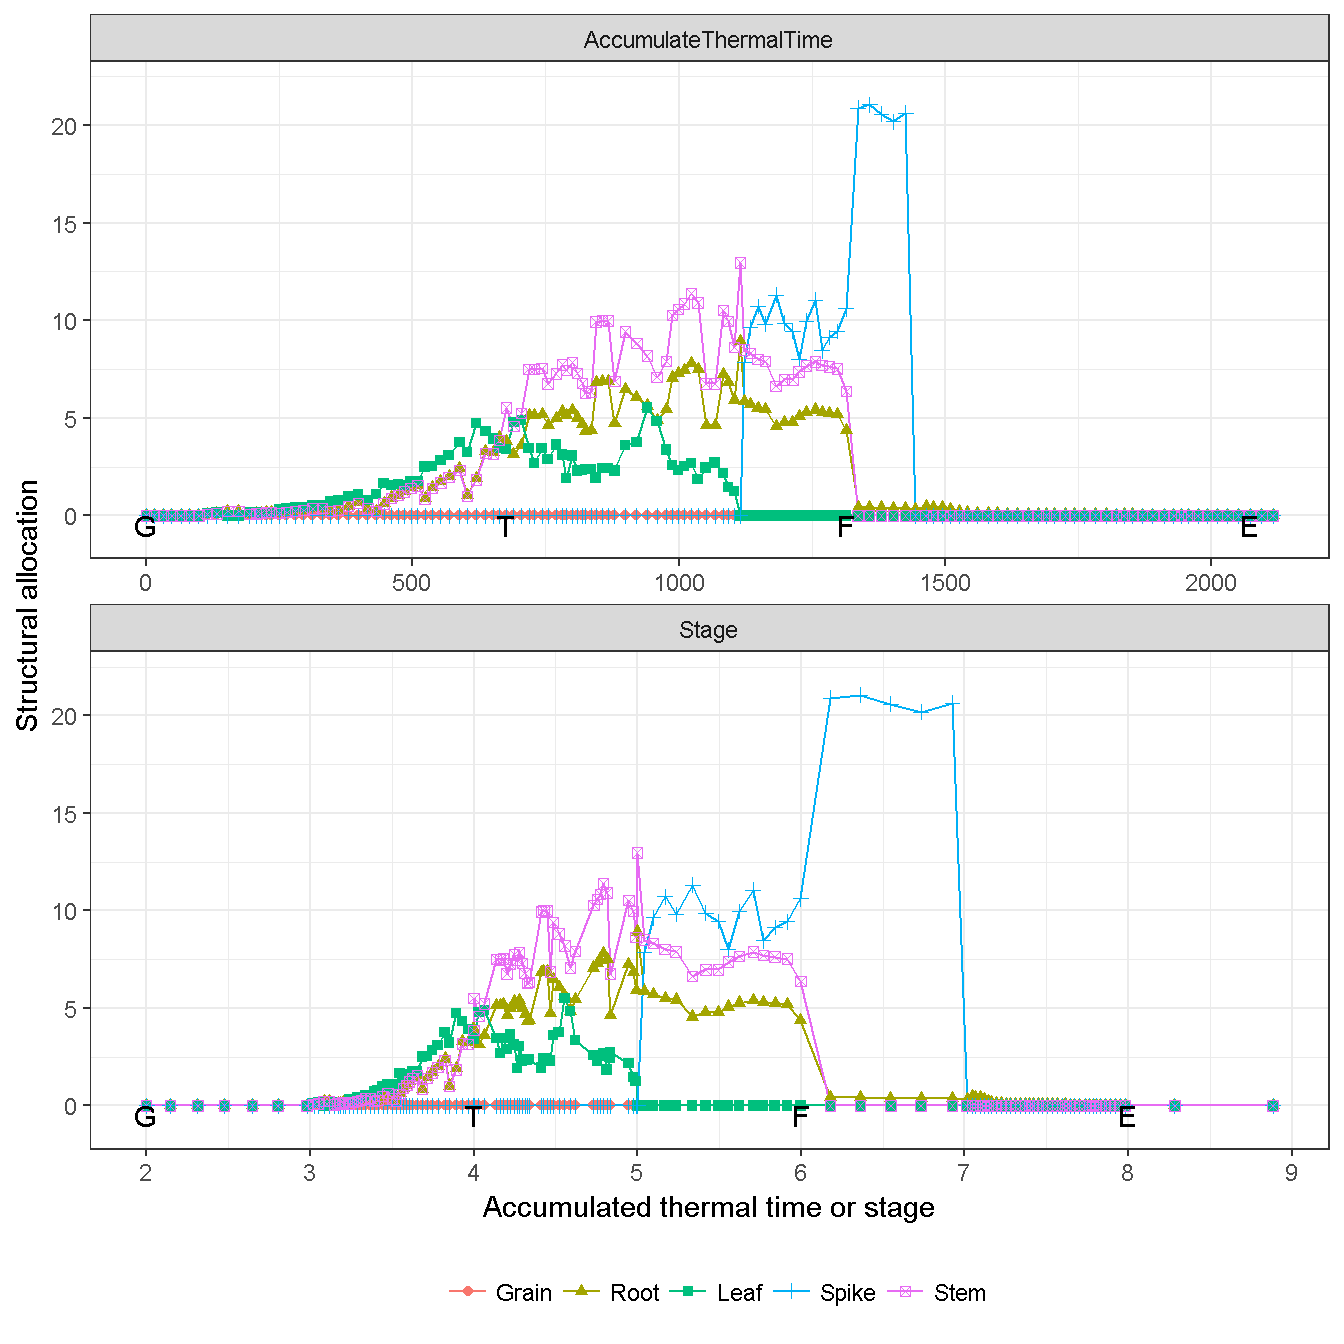 AccumulateThermalTime
20
15
10
5
0
G T F E
0 500 1000 1500 2000
Structural allocation
Stage
20
15
10
5
0
G T F E
2 3 4 5 6 7 8 9
Accumulated thermal time or stage
Grain Root Leaf Spike Stem